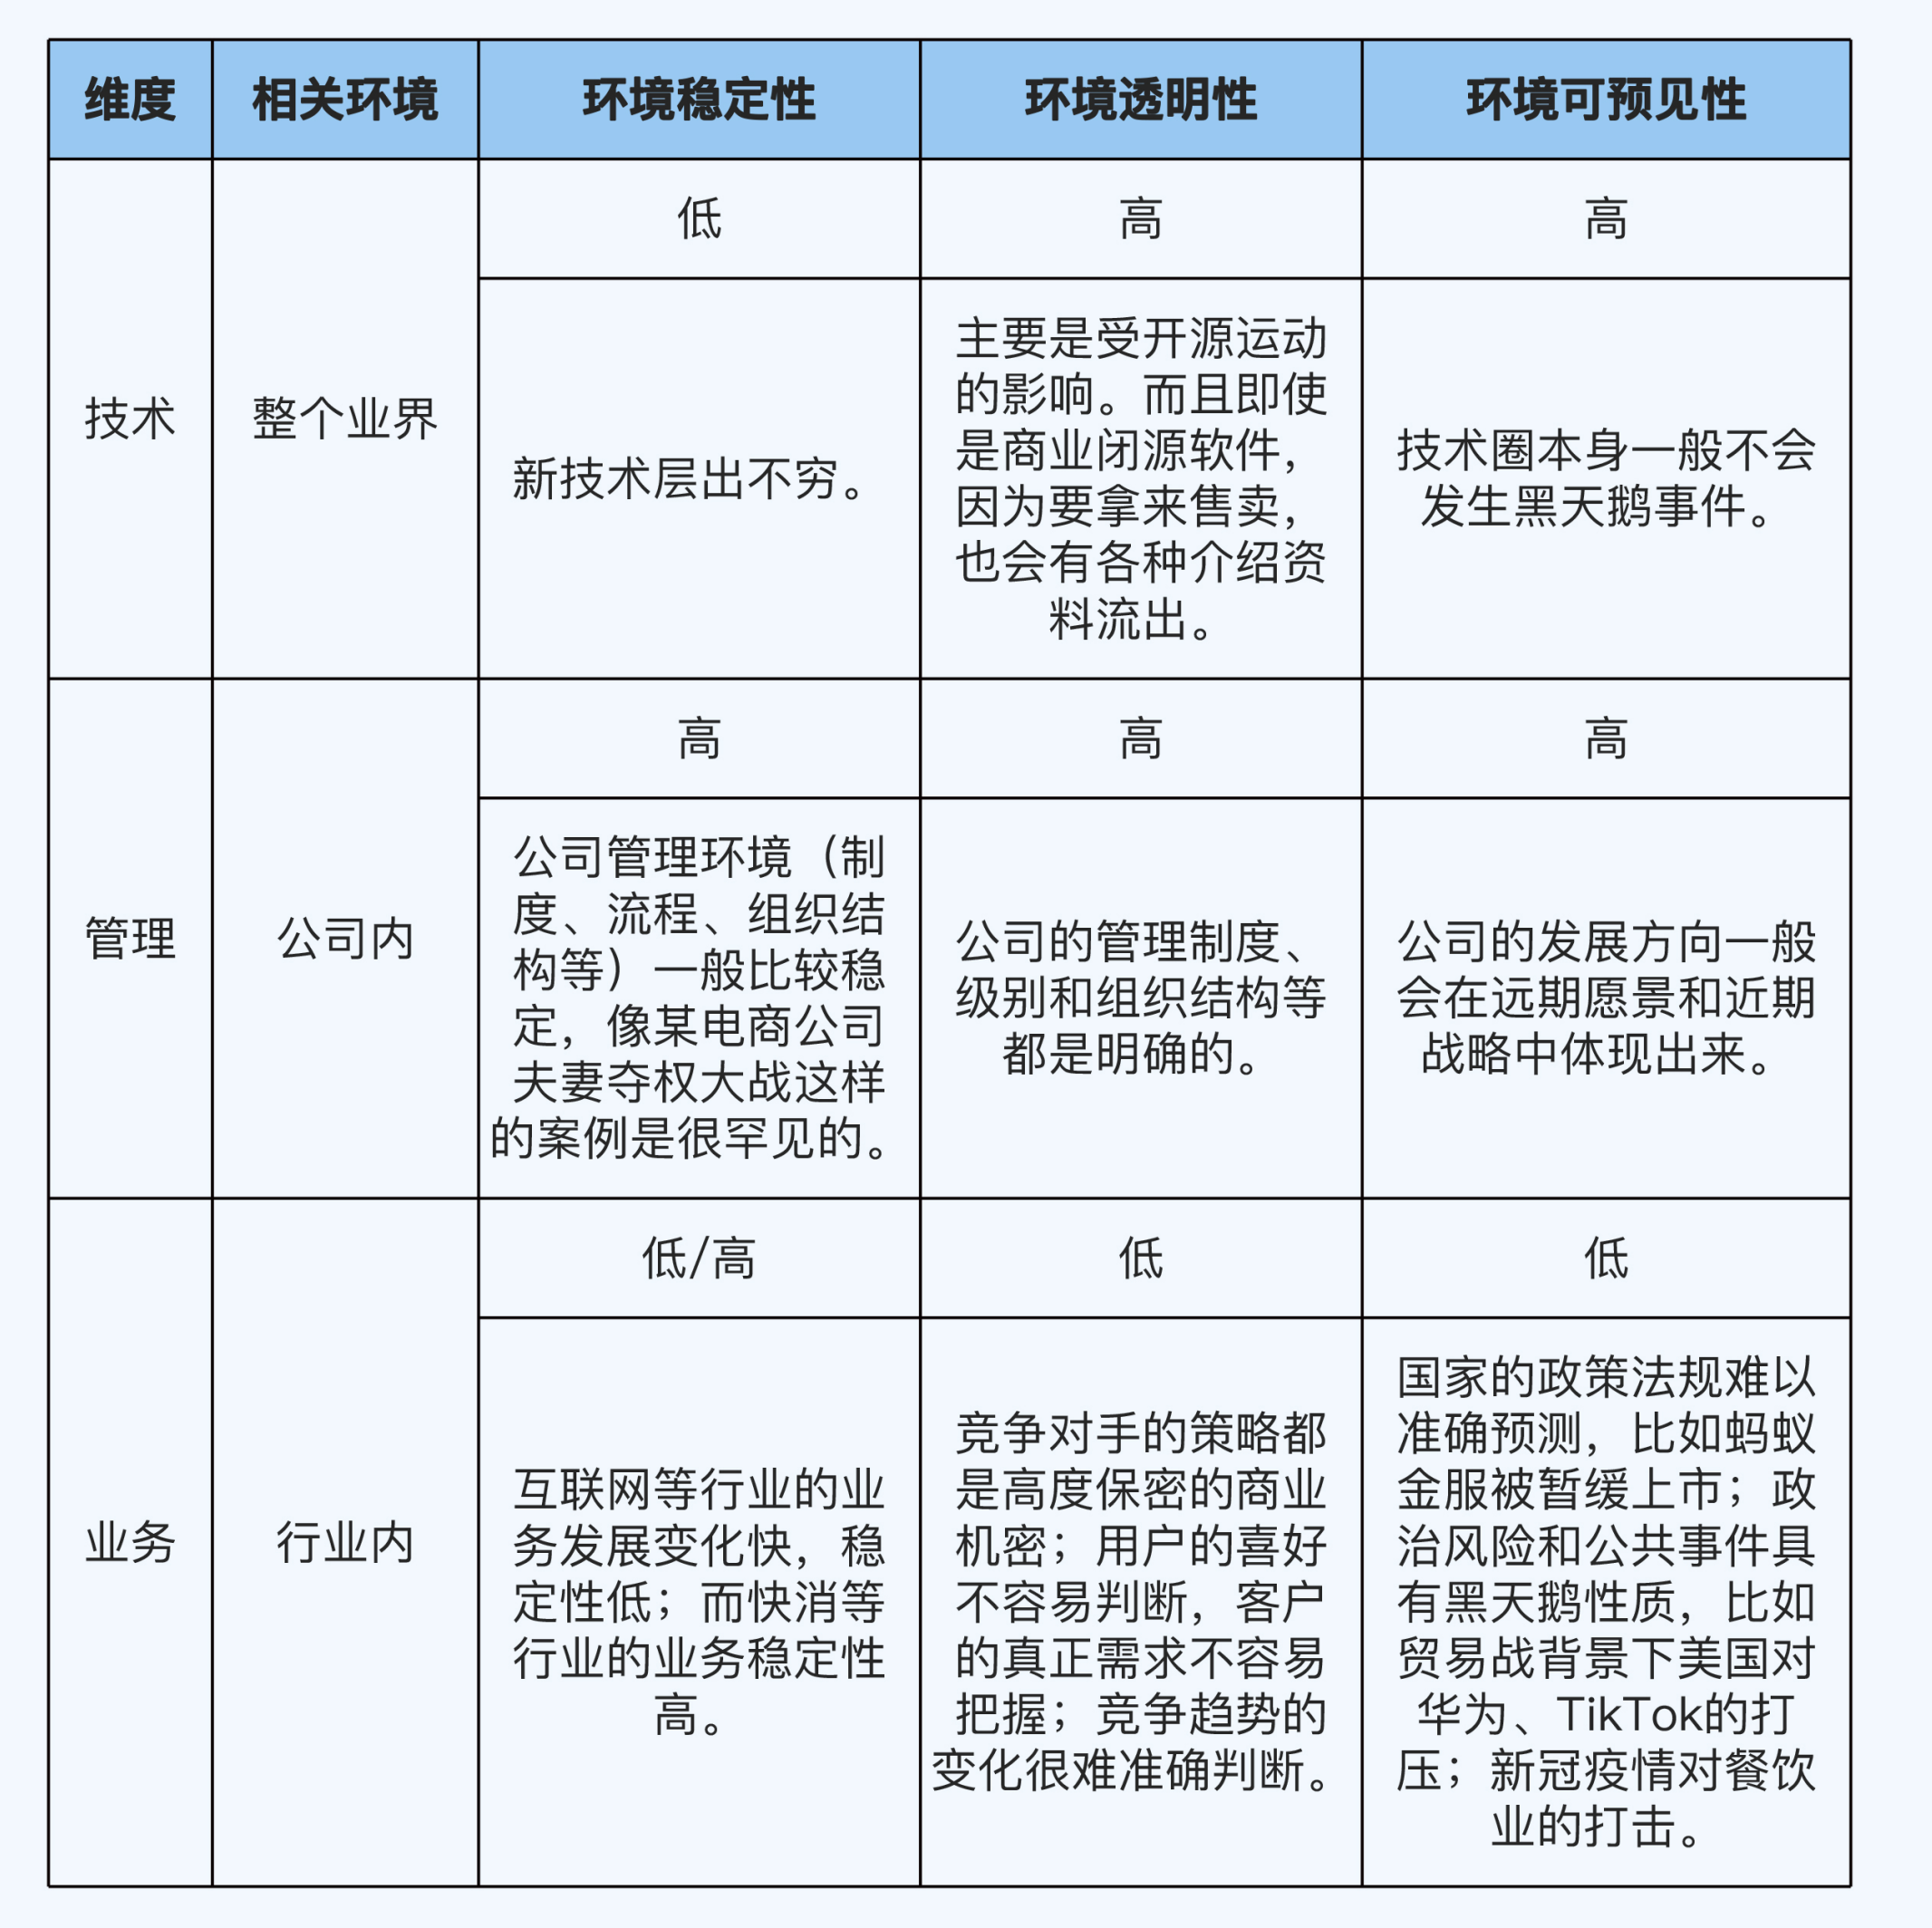 维度 相关环境 环境稳定性 环境透明性 环境可预见性
技术 整个业界
低 高 高
新技术层出不穷。
主要是受开源运动
的影响。而且即使
是商业闭源软件，
因为要拿来售卖，
也会有各种介绍资
料流出。
技术圈本身一般不会
发生黑天鹅事件。
管理 公司内
高 高 高
公司管理环境（制
度、流程、组织结
构等）一般比较稳
定，像某电商公司
夫妻夺权大战这样
的案例是很罕见的。
公司的管理制度、
级别和组织结构等
都是明确的。
公司的发展方向一般
会在远期愿景和近期
战略中体现出来。
业务 行业内
低/高 低 低
互联网等行业的业
务发展变化快，稳
定性低；而快消等
行业的业务稳定性
高。
竞争对手的策略都
是高度保密的商业
机密；用户的喜好
不容易判断，客户
的真正需求不容易
把握；竞争趋势的
变化很难准确判断。
国家的政策法规难以
准确预测，比如蚂蚁
金服被暂缓上市；政
治风险和公共事件具
有黑天鹅性质，比如
贸易战背景下美国对
华为、TikTok的打
压；新冠疫情对餐饮
业的打击。